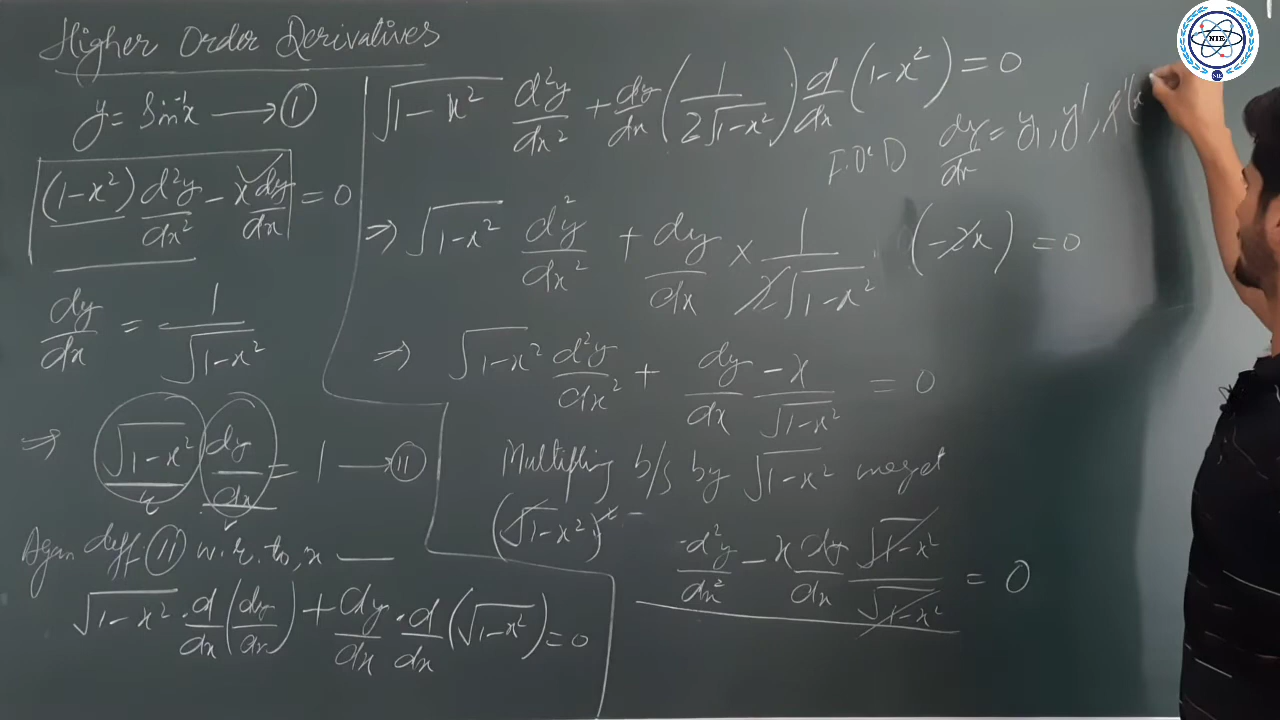 Higher Order Derivatives
y = Sin⁻¹x → I
(1-x²) d²y/dx² - x dy/dx = 0
dy/dx = 1/√(1-x²)
⇒ √(1-x²) dy/dx = 1 → II
Again diff II w.r.to, x
√(1-x²) · d/dx (dy/dx) + dy/dx · d/dx (√(1-x²)) = 0
√(1-x²) d²y/dx² + dy/dx (1/2√(1-x²)) d/dx (1-x²) = 0
⇒ √(1-x²) d²y/dx² + dy/dx × 1/2√(1-x²) · (-2x) = 0
⇒ √(1-x²) d²y/dx² + dy/dx -x/√(1-x²) = 0
Multifling b/s by √(1-x²) we get
(√(1-x²))² d²y/dx² - x dy/dx √(1-x²)/√(1-x²) = 0
F.O.D dy/dx = y₁, y', f'(x
NIE
NIE